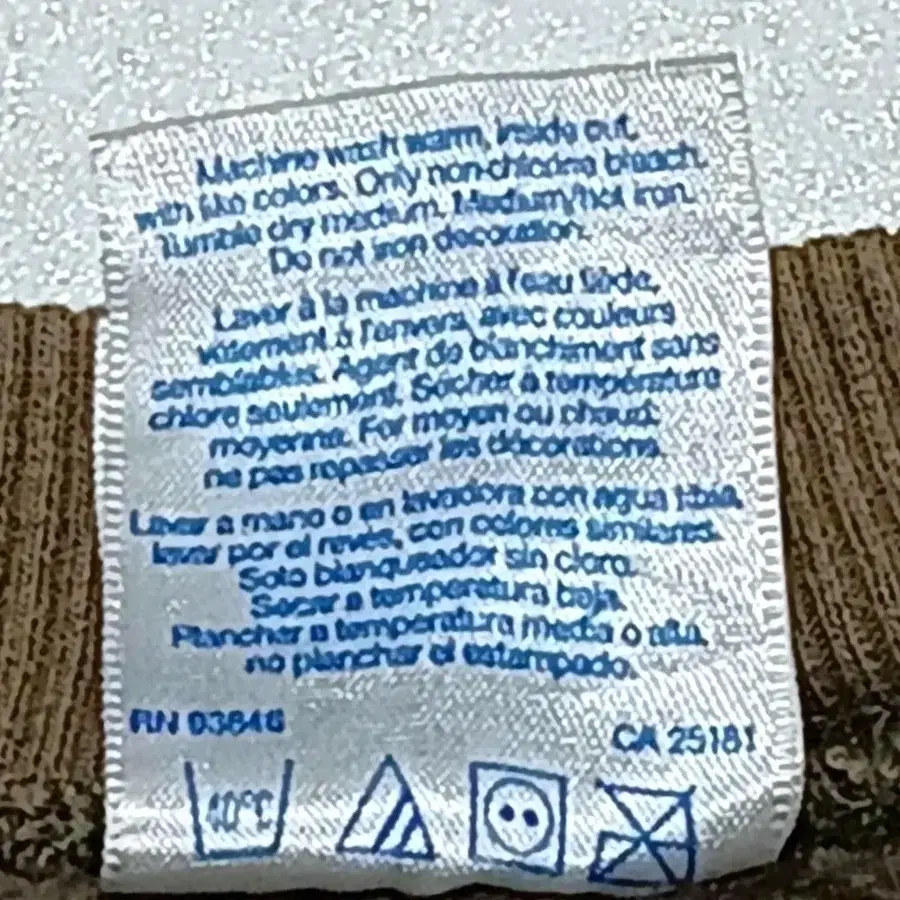 Machine wash warm, inside out,
with like colors. Only non-chlorine bleach.
Tumble dry medium. Medium/hot iron.
Do not iron decoration.
Laver à la machine à l'eau tiède,
vêtement à l'envers, avec couleurs
semblables. Agent de blanchiment sans
chlore seulement. Sécher à température
moyenne. Fer moyen ou chaud;
ne pas repasser les décorations.
Lavar a mano o en lavadora con agua tibia,
lavar por el revés, con colores similares.
Solo blanqueador sin cloro.
Secar a temperatura baja.
Planchar a temperatura media o alta,
no planchar el estampado.
RN
CA 25181
40°C